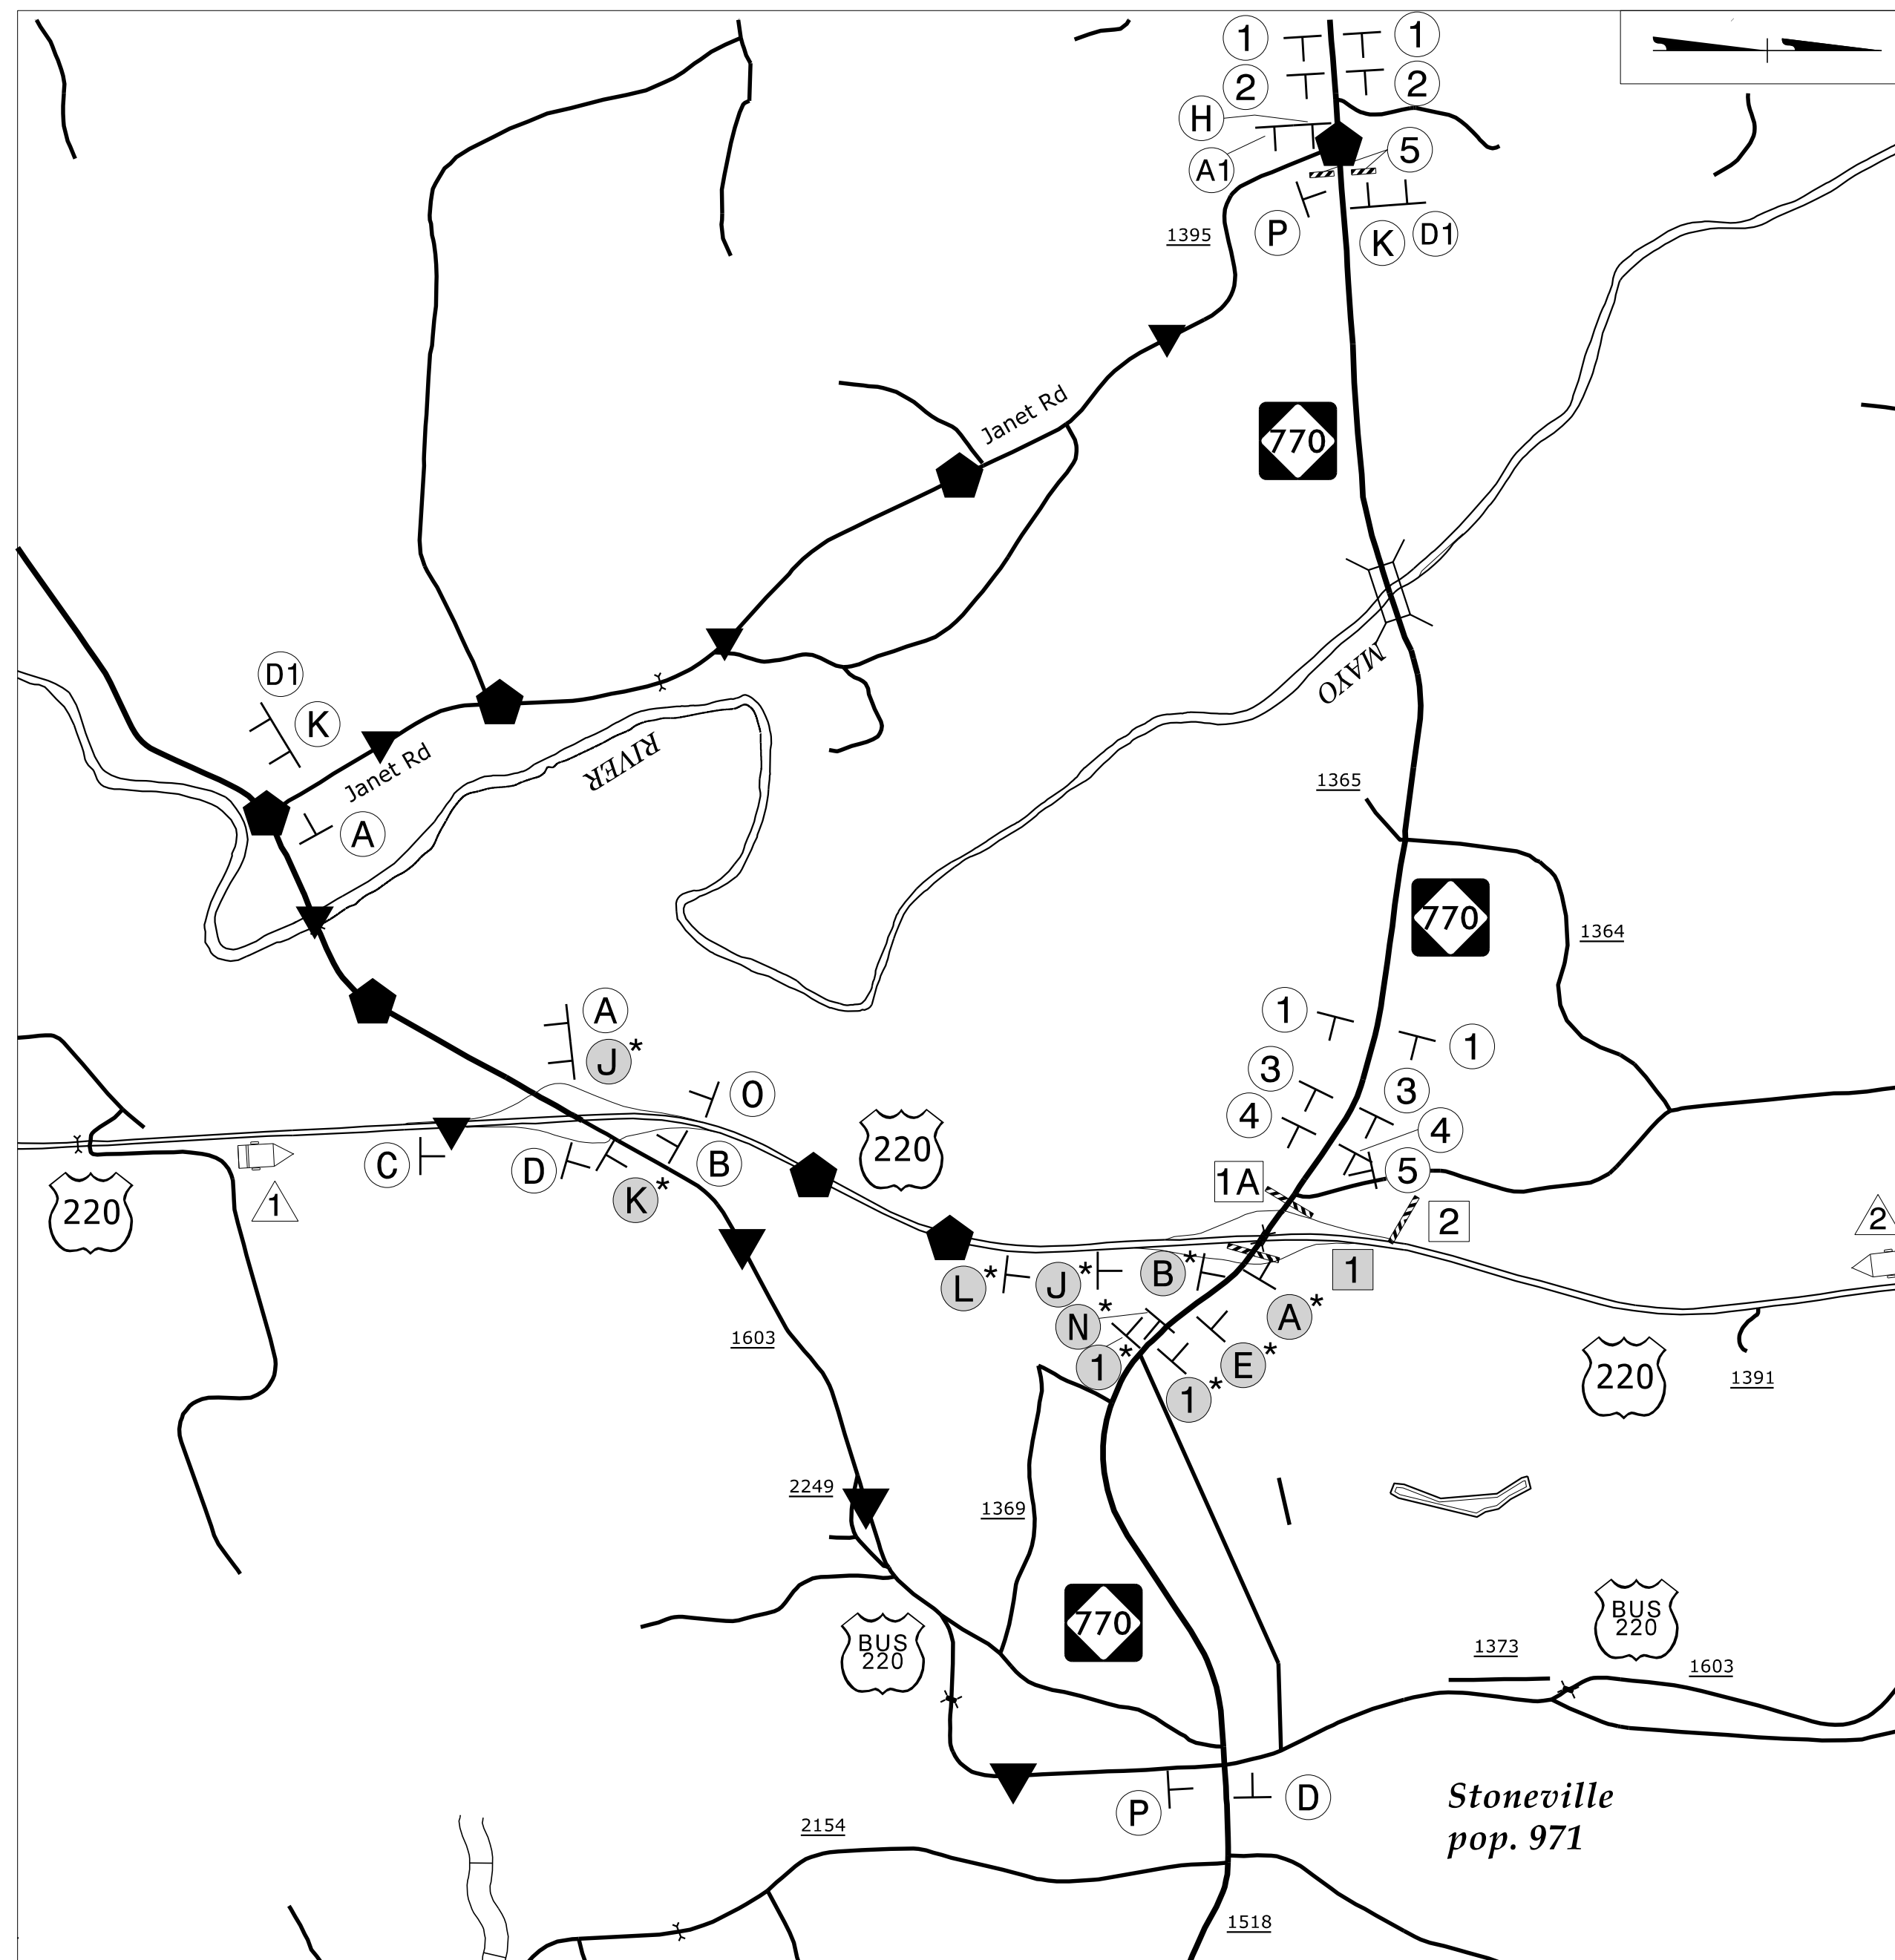 1
1
2
2
H
A1
5
P
K
D1
1395
Janet Rd
770
MAYO
D1
K
Janet Rd
A
RIVER
1365
770
1364
A
J*
O
1
1
3
3
4
4
5
C
D
K*
B
220
220
1
1A
2
2
L*
J*
B*
1
N*
A*
1*
E*
1*
1603
220
1391
2249
1369
770
BUS
220
BUS
220
1373
1603
P
D
Stoneville
pop. 971
2154
1518